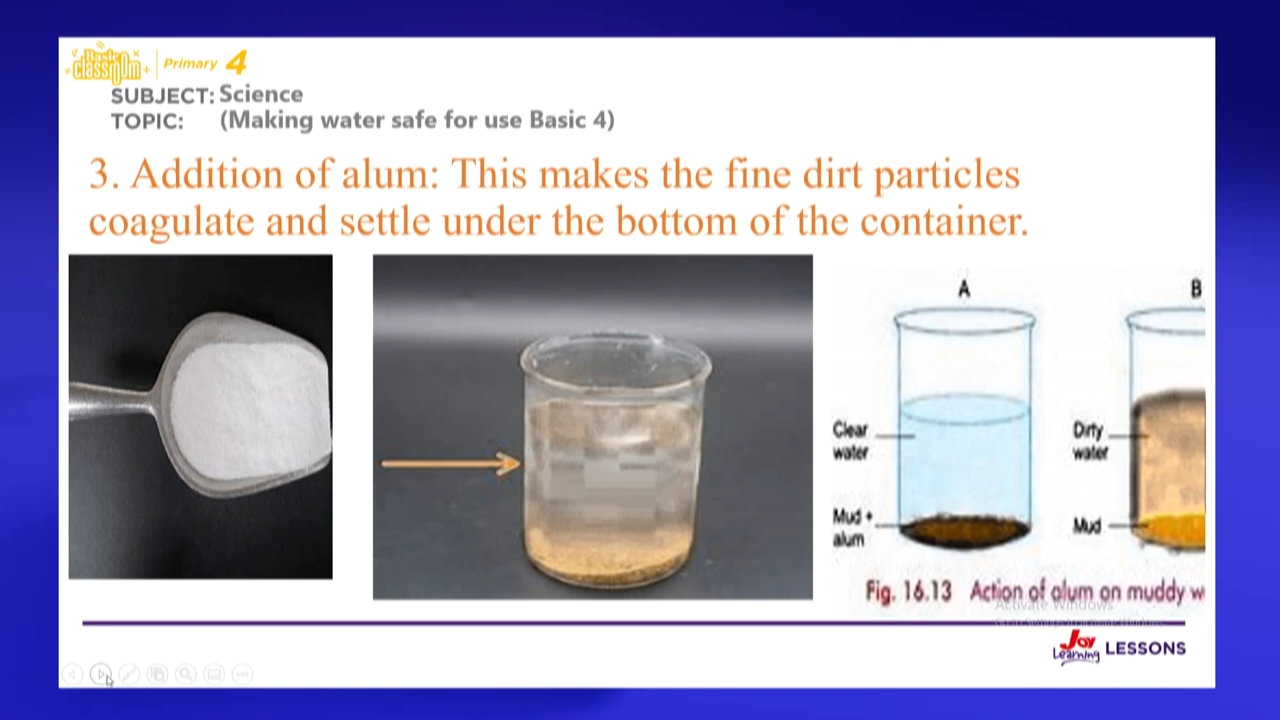 Basic
classroom
Primary 4
SUBJECT: Science
TOPIC: (Making water safe for use Basic 4)
3. Addition of alum: This makes the fine dirt particles
coagulate and settle under the bottom of the container.
A
B
Clear
water
Dirty
water
Mud +
alum
Mud
Fig. 16.13 Action of alum on muddy w
Activate Windows
Joy
Learning LESSONS